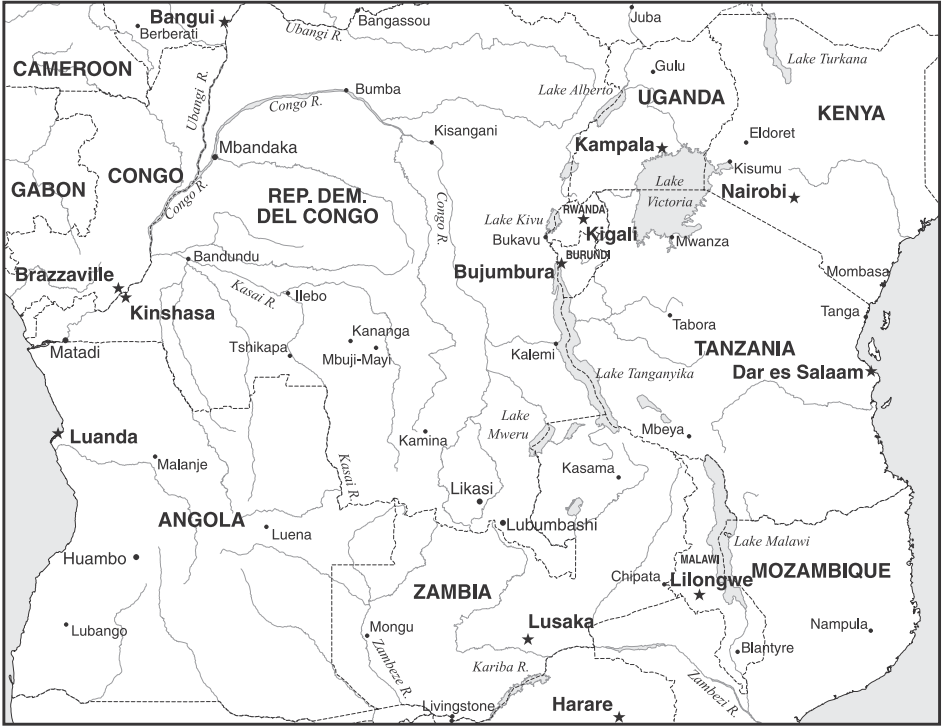 Bangui
Berberati
Ubangi R.
Bangassou
Juba
Lake Turkana
CAMEROON
Ubangi R.
Congo R.
Bumba
Gulu
Lake Alberto
UGANDA
KENYA
Kisangani
Eldoret
Mbandaka
Kampala
Kisumu
CONGO
GABON
Congo R.
REP. DEM.
DEL CONGO
Congo R.
Lake
Victoria
Nairobi
RWANDA
Lake Kivu
Kigali
Bukavu
Mwanza
BURUNDI
Bandundu
Bujumbura
Brazzaville
Kasai R.
Ilebo
Mombasa
Kinshasa
Tanga
Kananga
Tabora
Matadi
Tshikapa
Mbuji-Mayi
Kalemi
TANZANIA
Lake Tanganyika
Dar es Salaam
Lake
Mweru
Mbeya
Luanda
Kamina
Malanje
Kasai R.
Kasama
Likasi
ANGOLA
Luena
Lubumbashi
Lake Malawi
Huambo
MALAWI
MOZAMBIQUE
Chipata
Lilongwe
ZAMBIA
Lubango
Mongu
Lusaka
Nampula
Blantyre
Zambeze R.
Kariba R.
Zambezi R.
Livingstone
Harare